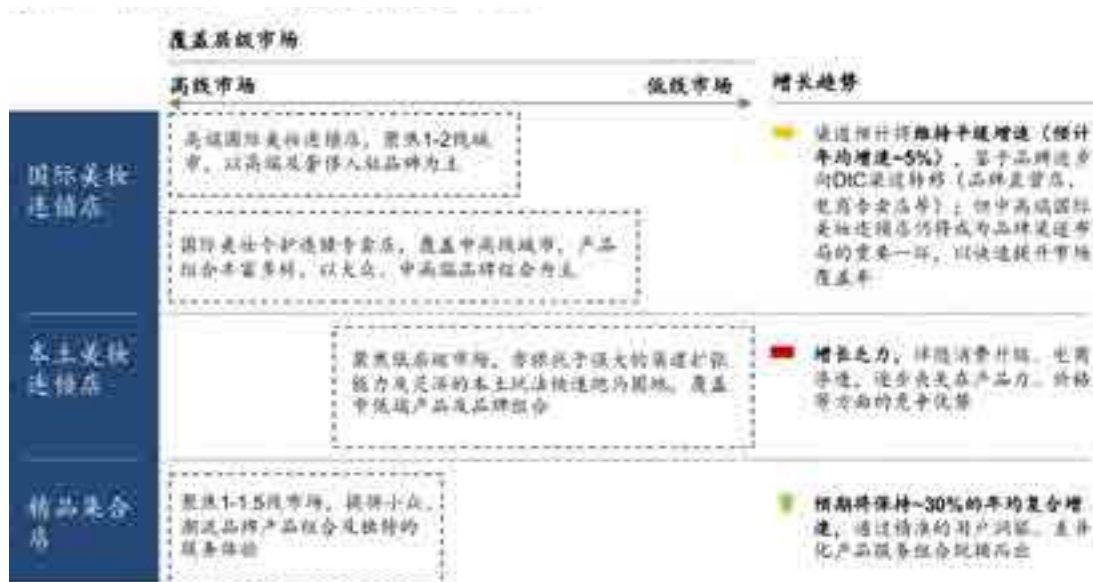 覆盖层级市场
高线市场
低线市场
增长趋势
国际美妆
连锁店
高端国际美妆连锁店，聚焦1-2线城
市，以高端及奢侈人站品牌为主
国际美妆个护连锁专卖店，覆盖中高线城市，产品
组合丰富多样，以大众、中高端品牌组合为主
渠道预计将维持平缓增速（预计
年均增速~5%），鉴于品牌逐步
向DtC渠道转移（品牌直营店、
电商专卖店等）；但中高端国际
美妆连锁店仍将成为品牌渠道布
局的重要一环，以快速提升市场
覆盖率
本土美妆
连锁店
聚焦低层级市场，曾依托于强大的渠道扩张
能力及灵活的本土玩法快速跑马圈地，覆盖
中低端产品及品牌组合
增长乏力，伴随消费升级、电商
渗透，逐步丧失在产品力、价格
等方面的竞争优势
精品集合
店
聚焦1-1.5线市场，提供小众、
潮流品牌产品组合及独特的
服务体验
预期将保持~30%的年均复合增
速，通过精准的用户洞察、差异
化产品服务组合脱颖而出